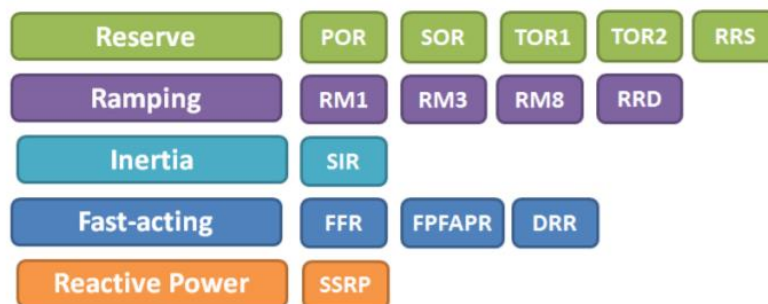 Reserve POR SOR TOR1 TOR2 RRS
Ramping RM1 RM3 RM8 RRD
Inertia SIR
Fast-acting FFR FPFAPR DRR
Reactive Power SSRP